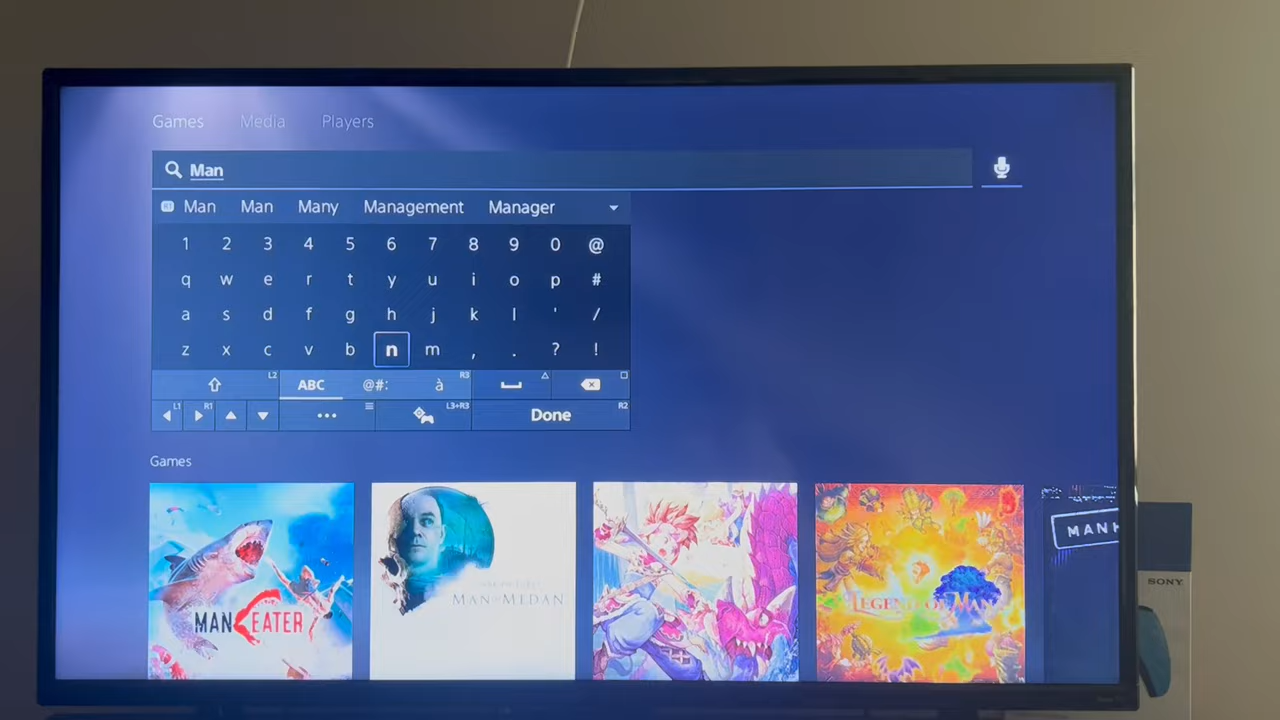 Games Media Players
Man
R1 Man Man Many Management Manager
1 2 3 4 5 6 7 8 9 0 @
q w e r t y u i o p #
a s d f g h j k l ' /
z x c v b n m , . ? !
L2 ABC @#: à R3
L1 R1 ... L3+R3 Done R2
Games
MANEATER
MAN OF MEDAN
LEGEND OF MANA
MANH
SONY